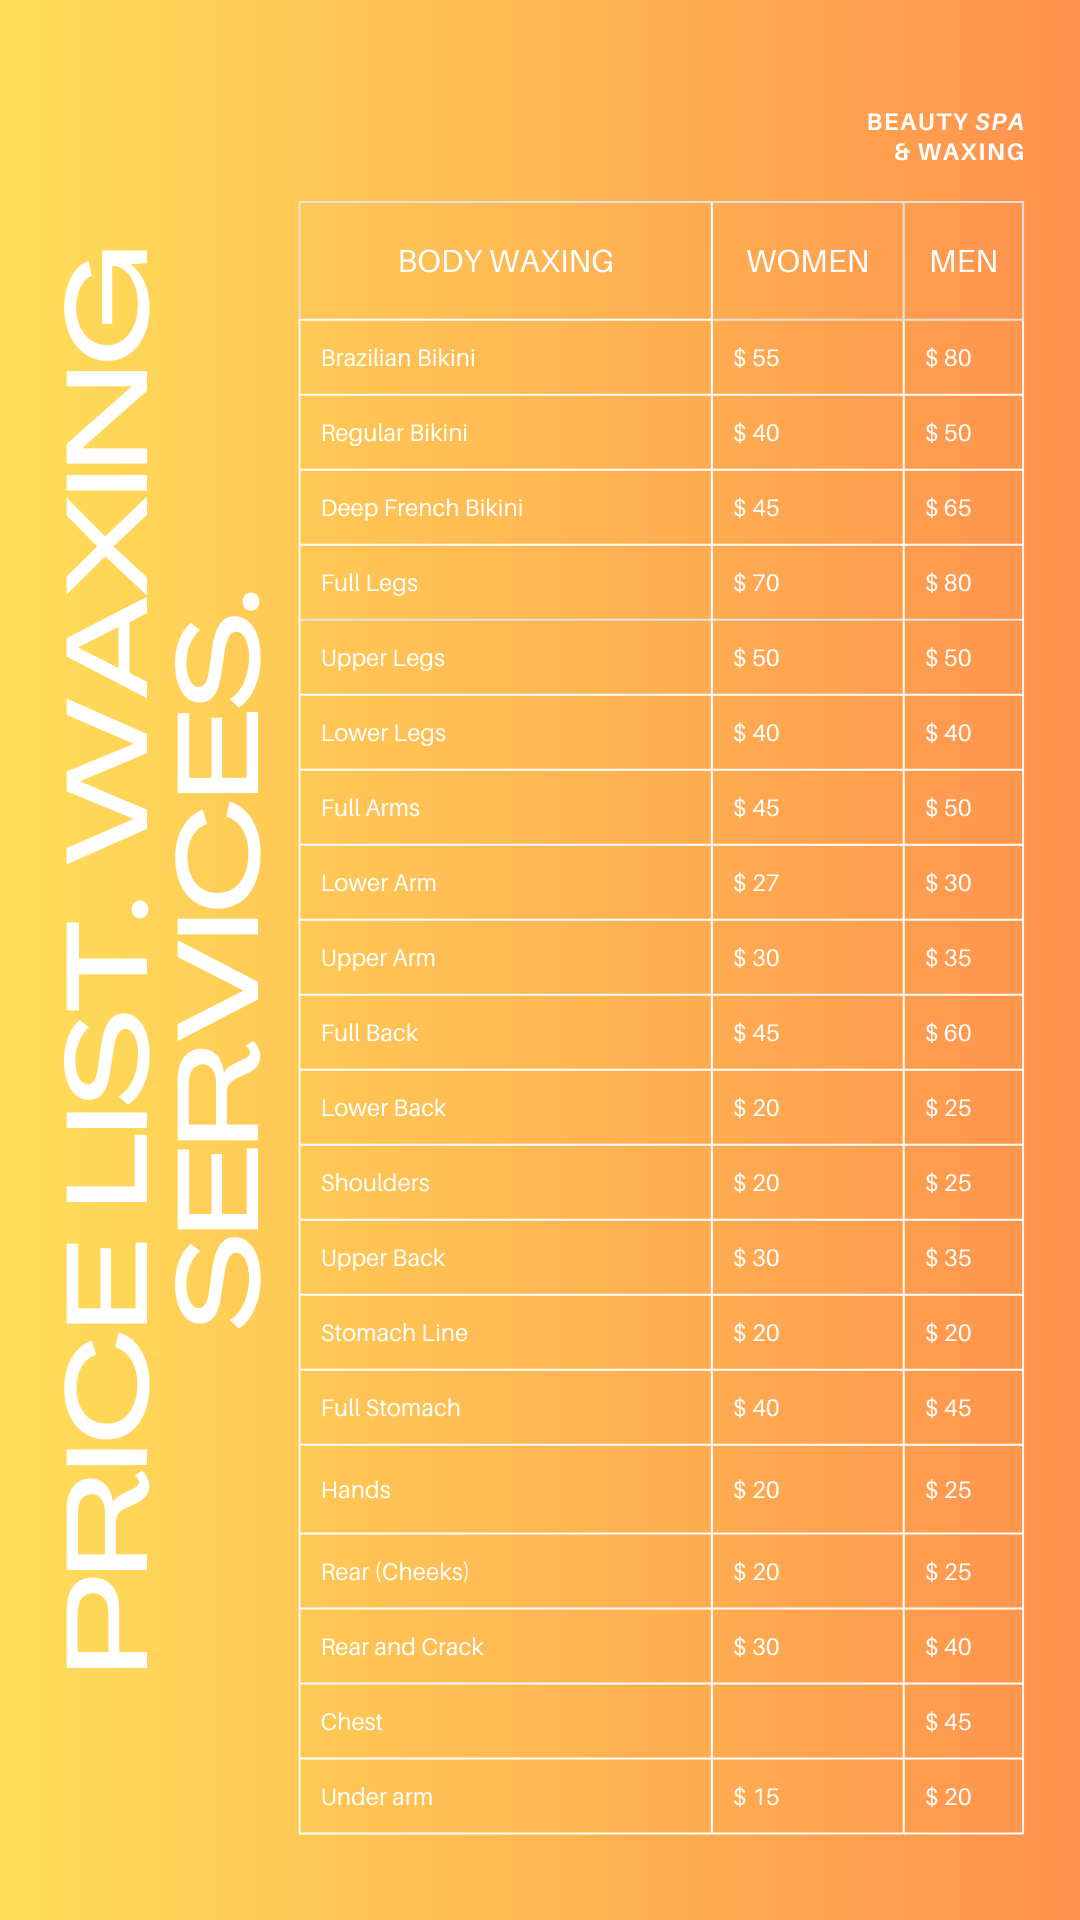 BEAUTY SPA
& WAXING
PRICE LIST. WAXING
SERVICES.
BODY WAXING WOMEN MEN
Brazilian Bikini $ 55 $ 80
Regular Bikini $ 40 $ 50
Deep French Bikini $ 45 $ 65
Full Legs $ 70 $ 80
Upper Legs $ 50 $ 50
Lower Legs $ 40 $ 40
Full Arms $ 45 $ 50
Lower Arm $ 27 $ 30
Upper Arm $ 30 $ 35
Full Back $ 45 $ 60
Lower Back $ 20 $ 25
Shoulders $ 20 $ 25
Upper Back $ 30 $ 35
Stomach Line $ 20 $ 20
Full Stomach $ 40 $ 45
Hands $ 20 $ 25
Rear (Cheeks) $ 20 $ 25
Rear and Crack $ 30 $ 40
Chest $ 45
Under arm $ 15 $ 20